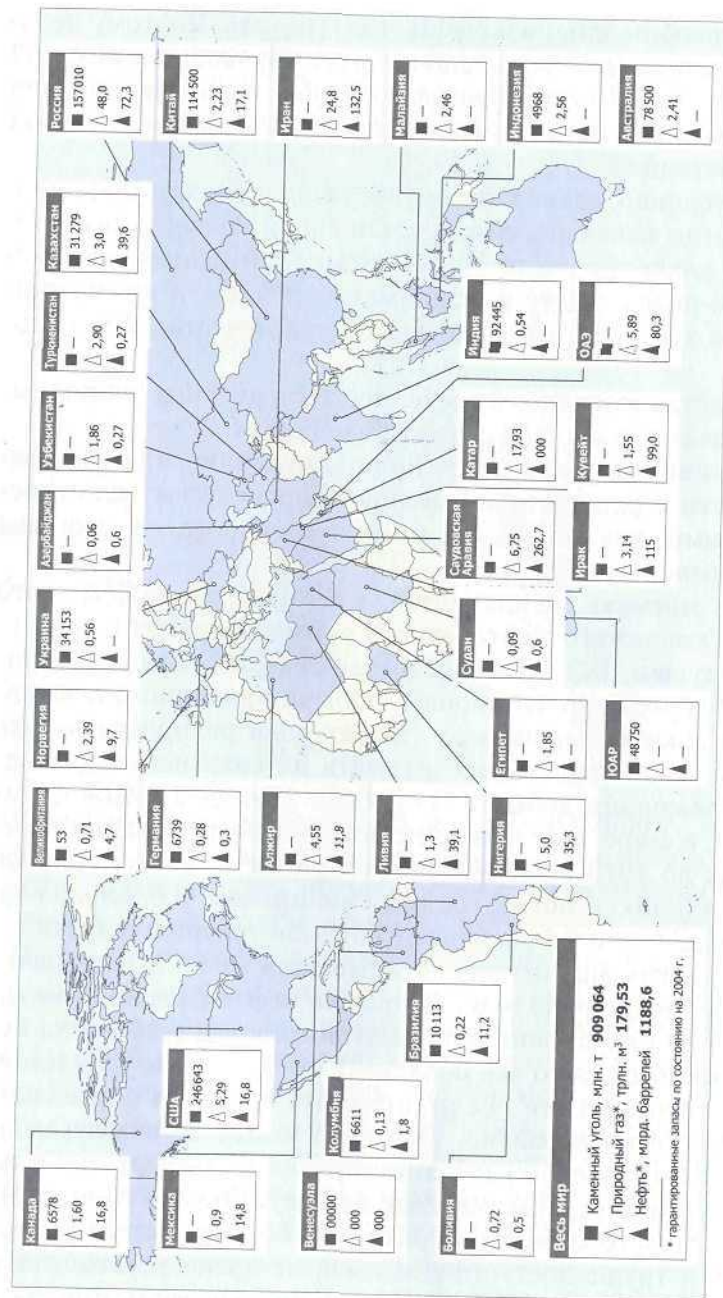 Канада
■ 6578
△ 1,60
▲ 16,8
США
■ 246643
△ 5,29
▲ 16,8
Мексика
■ —
△ 0,9
▲ 14,8
Венесуэла
■ 00000
△ 000
▲ 000
Колумбия
■ 6611
△ 0,13
▲ 1,8
Бразилия
■ 10 113
△ 0,22
▲ 11,2
Боливия
■ —
△ 0,72
▲ 0,5
Великобритания
■ 53
△ 0,71
▲ 4,7
Норвегия
■ —
△ 2,39
▲ 9,7
Украина
■ 34 153
△ 0,56
▲ —
Азербайджан
■ —
△ 0,06
▲ 0,6
Узбекистан
■ —
△ 1,86
▲ 0,27
Туркменистан
■ —
△ 2,90
▲ 0,27
Казахстан
■ 31 279
△ 3,0
▲ 39,6
Россия
■ 157 010
△ 48,0
▲ 72,3
Китай
■ 114 500
△ 2,23
▲ 17,1
Иран
■ —
△ 24,8
▲ 132,5
Малайзия
■ —
△ 2,46
▲ —
Индонезия
■ 4968
△ 2,56
▲ —
Австралия
■ 78 500
△ 2,41
▲ —
Германия
■ 6739
△ 0,28
▲ 0,3
Алжир
■ —
△ 4,55
▲ 11,8
Ливия
■ —
△ 1,3
▲ 39,1
Нигерия
■ —
△ 5,0
▲ 35,3
Египет
■ —
△ 1,85
▲ —
Судан
■ —
△ 0,09
▲ 0,6
Саудовская
Аравия
■ —
△ 6,75
▲ 262,7
Катар
■ —
△ 17,93
▲ 000
Индия
■ 92 445
△ 0,54
▲ —
ЮАР
■ 48 750
△ —
▲ —
Ирак
■ —
△ 3,14
▲ 115
Кувейт
■ —
△ 1,55
▲ 99,0
ОАЭ
■ —
△ 5,89
▲ 80,3
Весь мир
■ Каменный уголь, млн. т 909 064
△ Природный газ*, трлн. м³ 179,53
▲ Нефть*, млрд. баррелей 1188,6
* гарантированные запасы по состоянию на 2004 г.